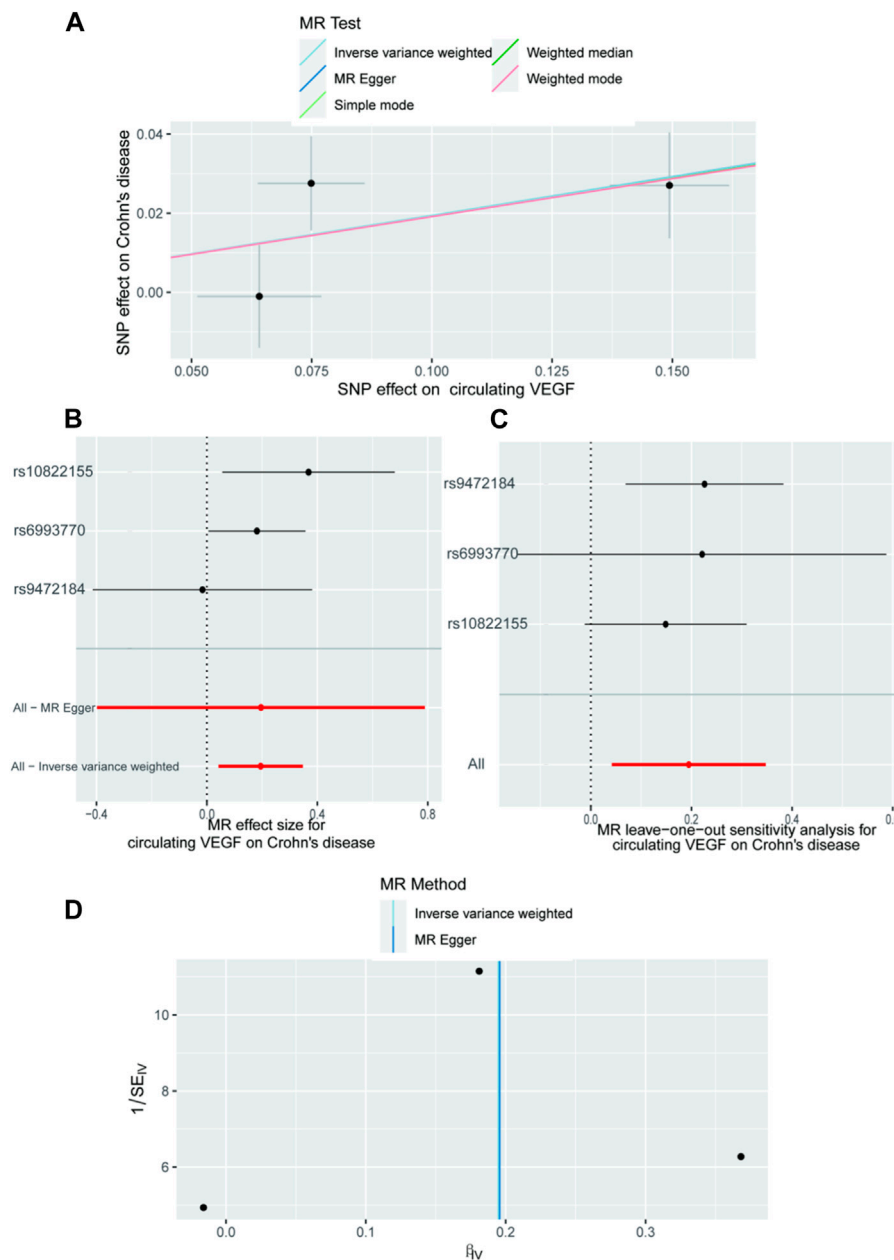 A
MR Test
Inverse variance weighted
Weighted median
MR Egger
Weighted mode
Simple mode
SNP effect on Crohn's disease
0.04
0.02
0.00
0.050
0.075
0.100
0.125
0.150
SNP effect on circulating VEGF
B
rs10822155
rs6993770
rs9472184
All − MR Egger
All − Inverse variance weighted
−0.4
0.0
0.4
0.8
MR effect size for
circulating VEGF on Crohn's disease
C
rs9472184
rs6993770
rs10822155
All
0.0
0.2
0.4
MR leave−one−out sensitivity analysis for
circulating VEGF on Crohn's disease
D
MR Method
Inverse variance weighted
MR Egger
1/SE_IV
10
8
6
0.0
0.1
0.2
0.3
β_IV